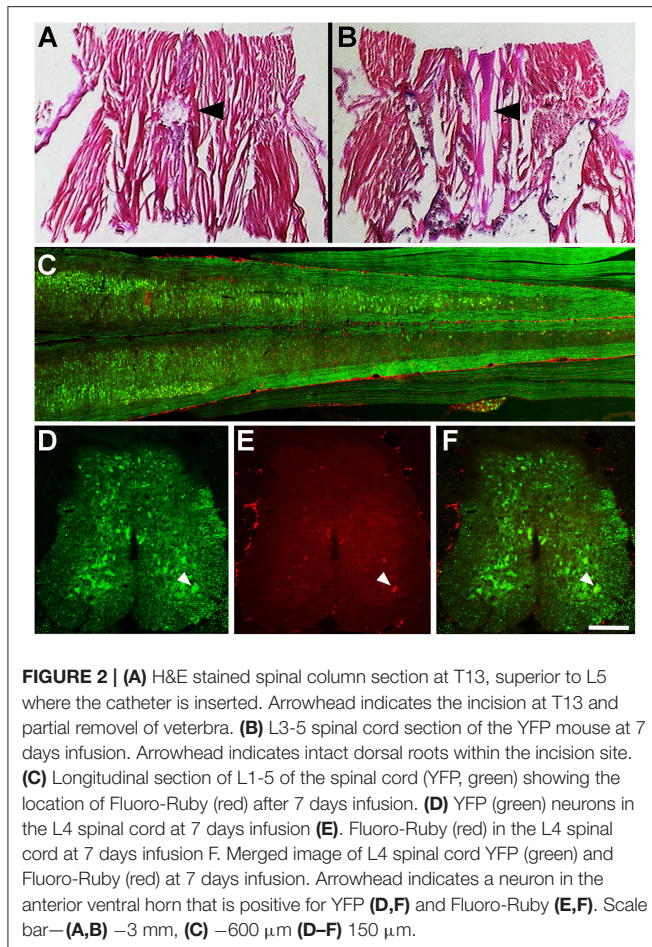 A
B
C
D
E
F
FIGURE 2 | (A) H&E stained spinal column section at T13, superior to L5
where the catheter is inserted. Arrowhead indicates the incision at T13 and
partial removel of veterbra. (B) L3-5 spinal cord section of the YFP mouse at 7
days infusion. Arrowhead indicates intact dorsal roots within the incision site.
(C) Longitudinal section of L1-5 of the spinal cord (YFP, green) showing the
location of Fluoro-Ruby (red) after 7 days infusion. (D) YFP (green) neurons in
the L4 spinal cord at 7 days infusion (E). Fluoro-Ruby (red) in the L4 spinal
cord at 7 days infusion F. Merged image of L4 spinal cord YFP (green) and
Fluoro-Ruby (red) at 7 days infusion. Arrowhead indicates a neuron in the
anterior ventral horn that is positive for YFP (D,F) and Fluoro-Ruby (E,F). Scale
bar—(A,B) −3 mm, (C) −600 μm (D–F) 150 μm.